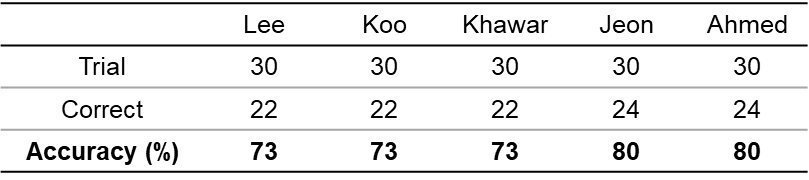 Lee Koo Khawar Jeon Ahmed
Trial 30 30 30 30 30
Correct 22 22 22 24 24
Accuracy (%) 73 73 73 80 80